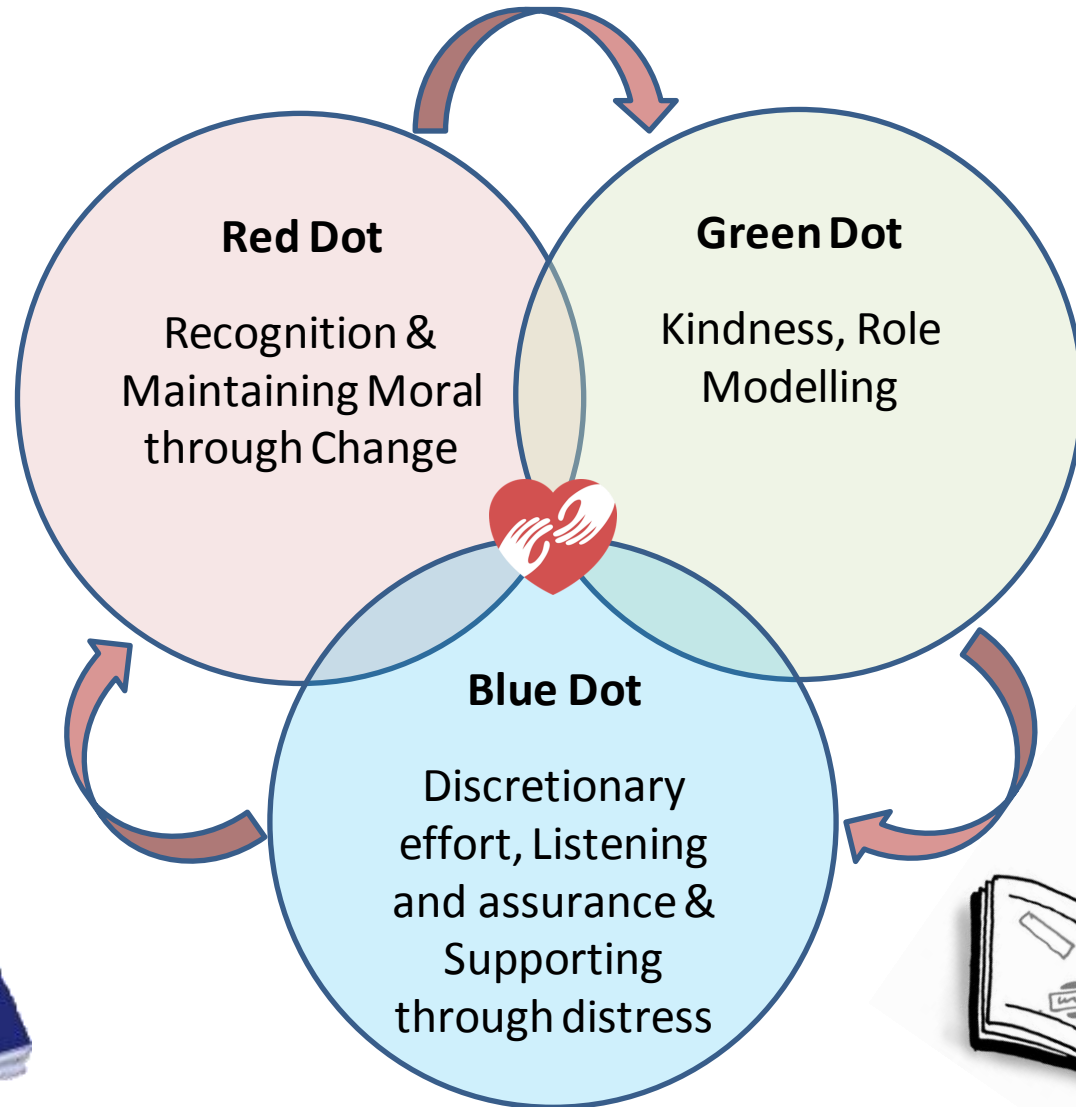 Red Dot
Recognition &
Maintaining Moral
through Change
Green Dot
Kindness, Role
Modelling
Blue Dot
Discretionary
effort, Listening
and assurance &
Supporting
through distress